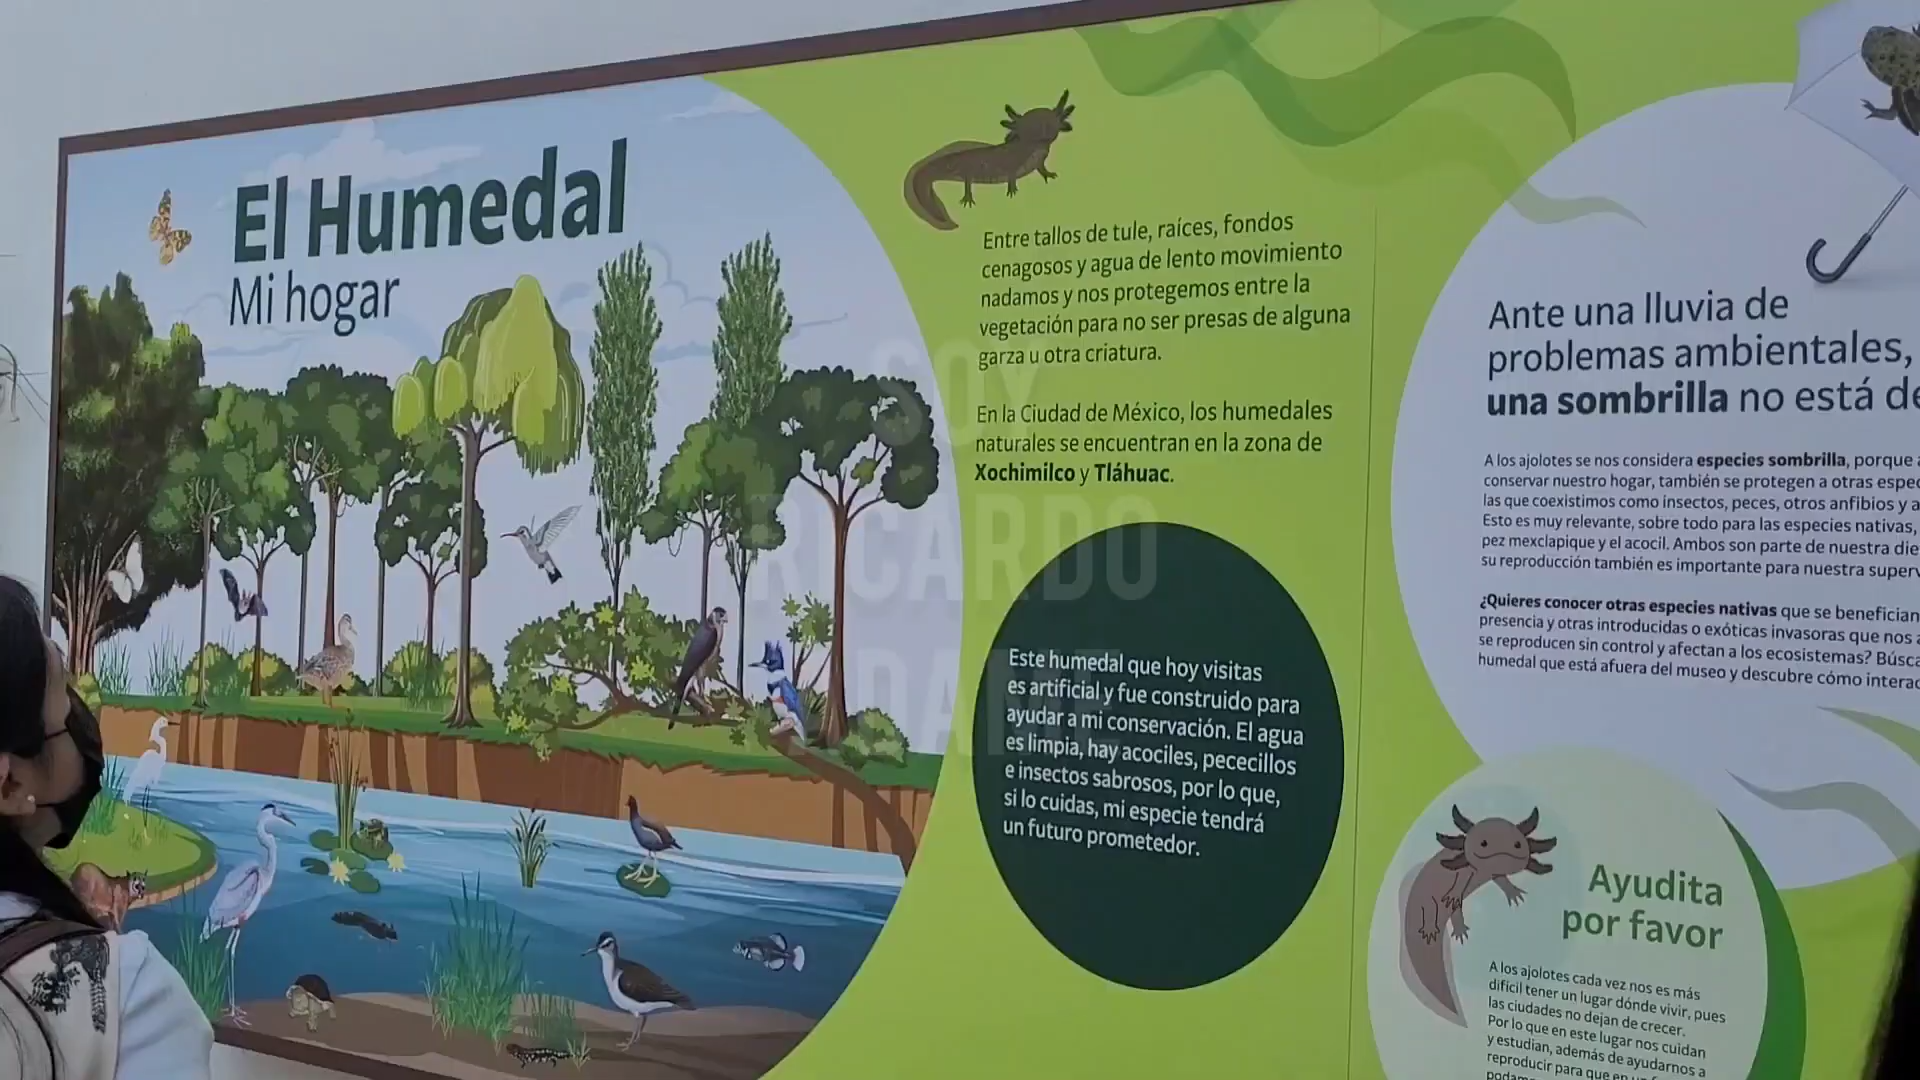 El Humedal
Mi hogar
Entre tallos de tule, raíces, fondos
cenagosos y agua de lento movimiento
nadamos y nos protegemos entre la
vegetación para no ser presas de alguna
garza u otra criatura.
En la Ciudad de México, los humedales
naturales se encuentran en la zona de
Xochimilco y Tláhuac.
Este humedal que hoy visitas
es artificial y fue construido para
ayudar a mi conservación. El agua
es limpia, hay acociles, pececillos
e insectos sabrosos, por lo que,
si lo cuidas, mi especie tendrá
un futuro prometedor.
Ante una lluvia de
problemas ambientales,
una sombrilla no está
A los ajolotes se nos considera especies sombrilla, porque
conservar nuestro hogar, también se protegen a otras
las que coexistimos como insectos, peces, otros anfibios y
Esto es muy relevante, sobre todo para las especies nativas,
pez mexclapique y el acocil. Ambos son parte de nuestra
su reproducción también es importante para nuestra
¿Quieres conocer otras especies nativas que se benefician
presencia y otras introducidas o exóticas invasoras que nos
se reproducen sin control y afectan a los ecosistemas?
humedal que está afuera del museo y descubre cómo
Ayudita
por favor
A los ajolotes cada vez nos es más
difícil tener un lugar dónde vivir, pues
las ciudades no dejan de crecer.
Por lo que en este lugar nos cuidan
y estudian, además de ayudarnos a
reproducir para que en
SOY
RICARDO
ADAME